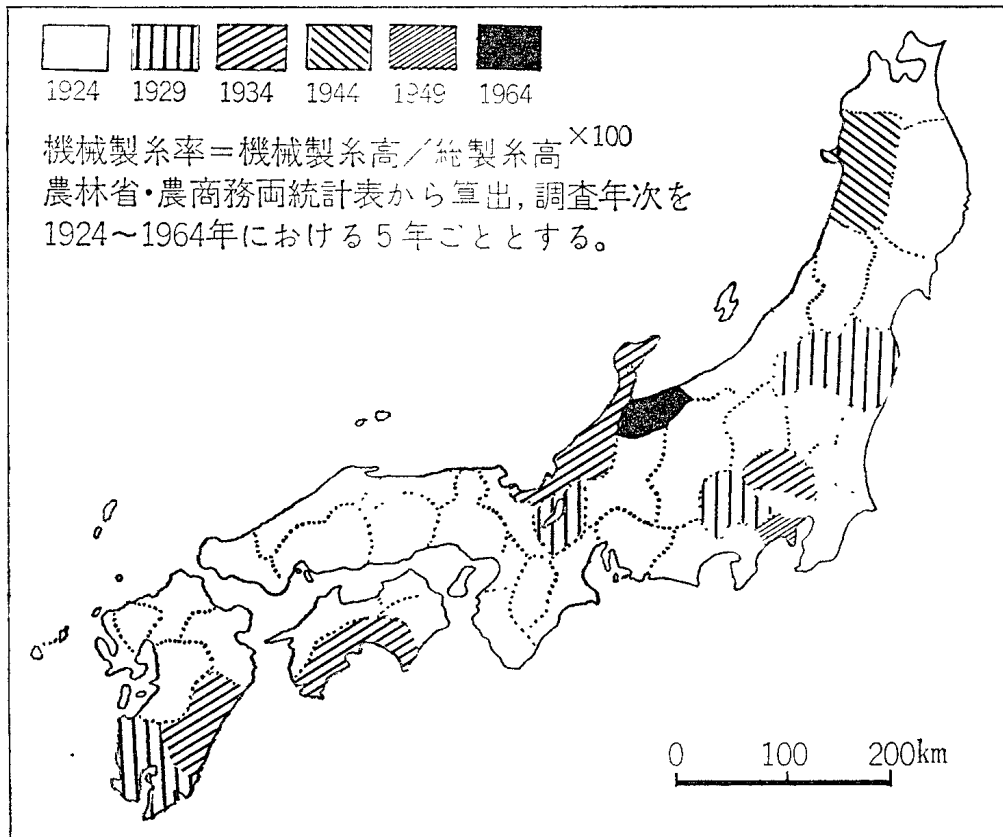 1924 1929 1934 1944 1949 1964
機械製糸率=機械製糸高/総製糸高×100
農林省・農商務両統計表から算出,調査年次を
1924~1964年における5年ごととする。
0 100 200km